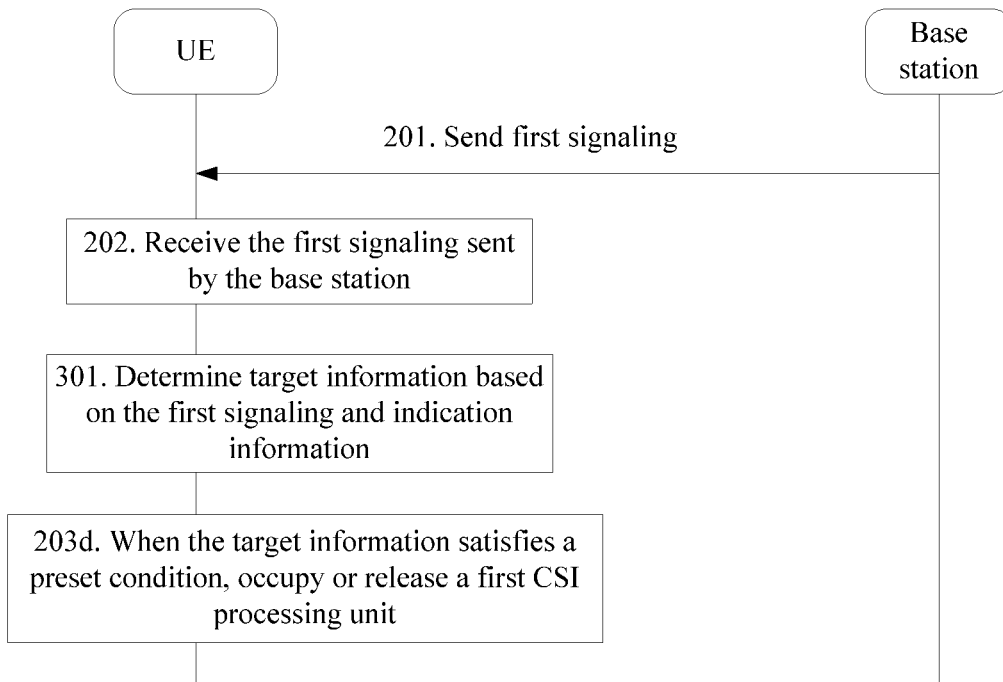 UE
Base
station
201. Send first signaling
202. Receive the first signaling sent
by the base station
301. Determine target information based
on the first signaling and indication
information
203d. When the target information satisfies a
preset condition, occupy or release a first CSI
processing unit